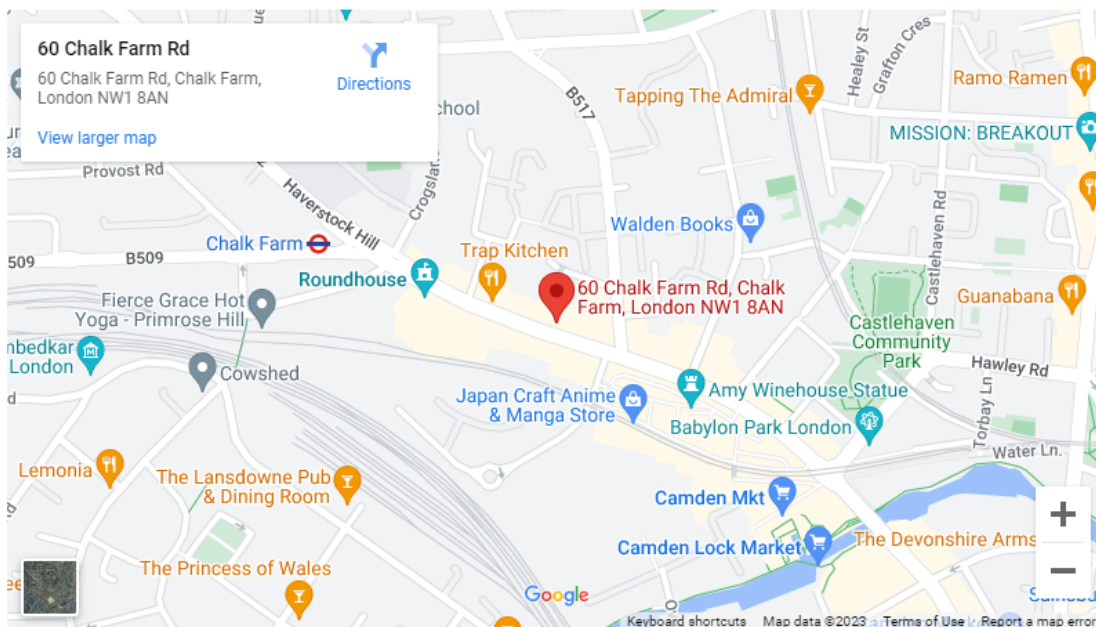 60 Chalk Farm Rd
60 Chalk Farm Rd, Chalk Farm,
London NW1 8AN
Directions
View larger map
Provost Rd
Haverstock Hill
B517
Healey St
Grafton Cres
Ramo Ramen
Tapping The Admiral
MISSION: BREAKOUT
Walden Books
Castlehaven Rd
Chalk Farm
B509
509
Trap Kitchen
Roundhouse
60 Chalk Farm Rd, Chalk
Farm, London NW1 8AN
Guanabana
Fierce Grace Hot
Yoga - Primrose Hill
Castlehaven
Community
Park
Hawley Rd
London
Cowshed
Japan Craft Anime
& Manga Store
Amy Winehouse Statue
Babylon Park London
Torbay Ln
Water Ln.
Lemonia
The Lansdowne Pub
& Dining Room
Camden Mkt
Camden Lock Market
The Devonshire Arms
The Princess of Wales
Google
Keyboard shortcuts
Map data ©2023
Terms of Use
Report a map error